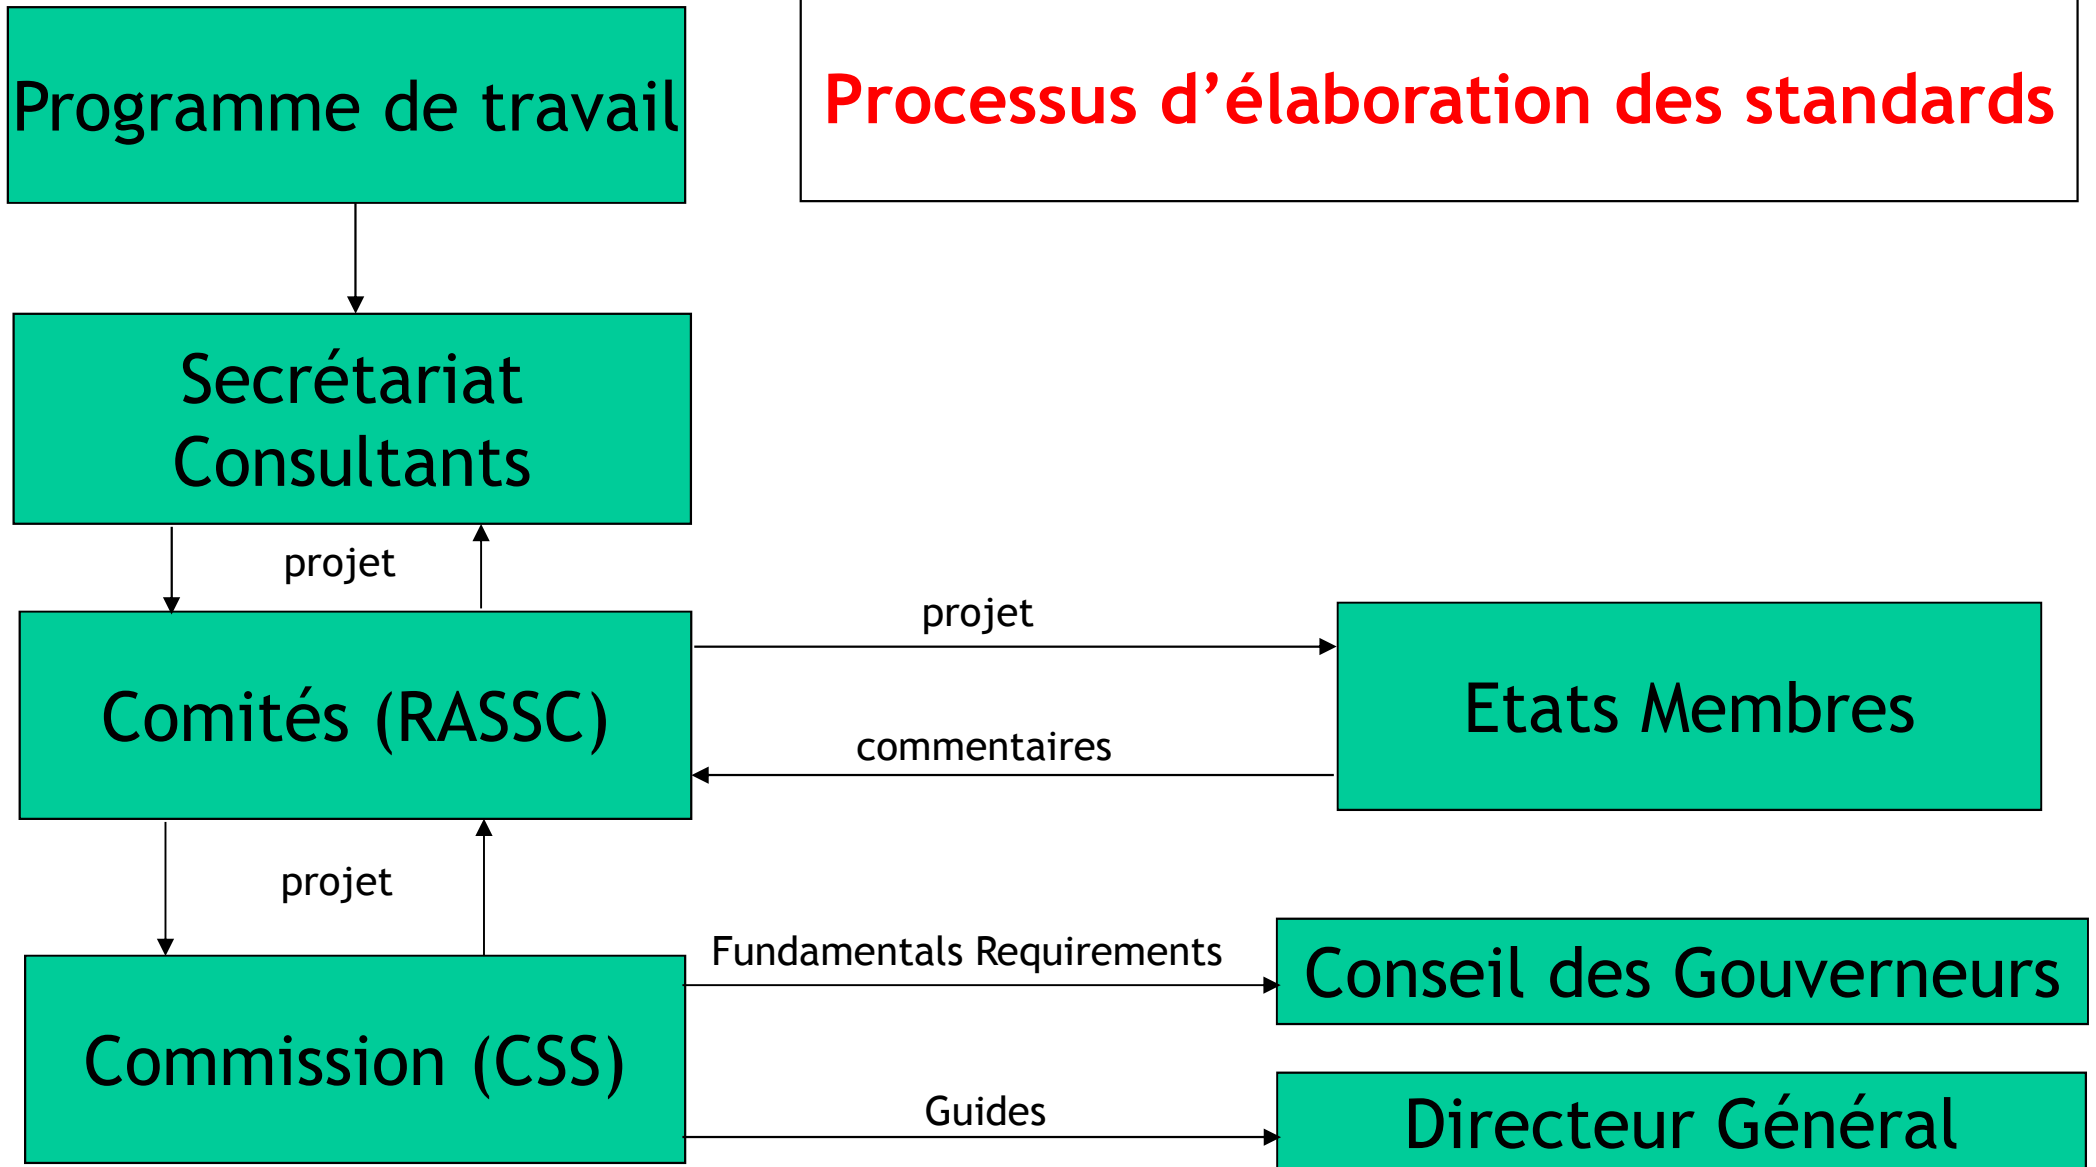 Programme de travail
Processus d’élaboration des standards
Secrétariat
Consultants
projet
projet
Comités (RASSC)
Etats Membres
commentaires
projet
Fundamentals Requirements
Conseil des Gouverneurs
Commission (CSS)
Guides
Directeur Général